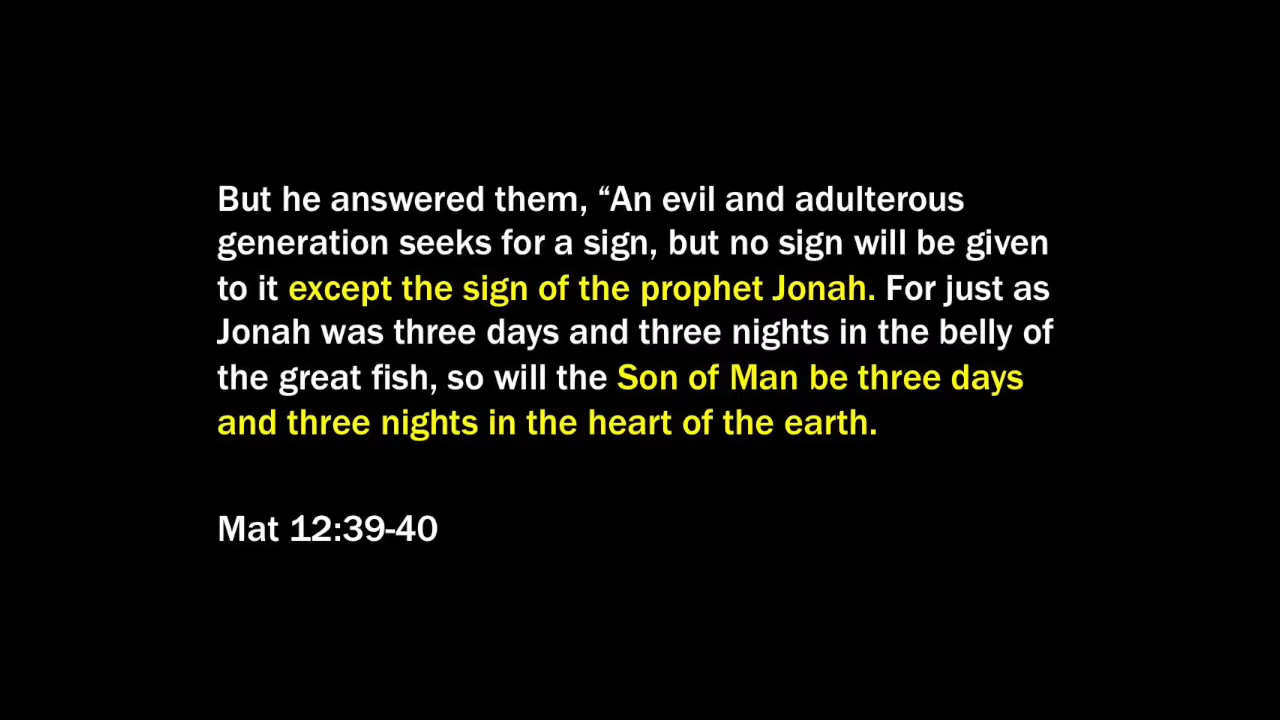 But he answered them, “An evil and adulterous
generation seeks for a sign, but no sign will be given
to it except the sign of the prophet Jonah. For just as
Jonah was three days and three nights in the belly of
the great fish, so will the Son of Man be three days
and three nights in the heart of the earth.
Mat 12:39-40